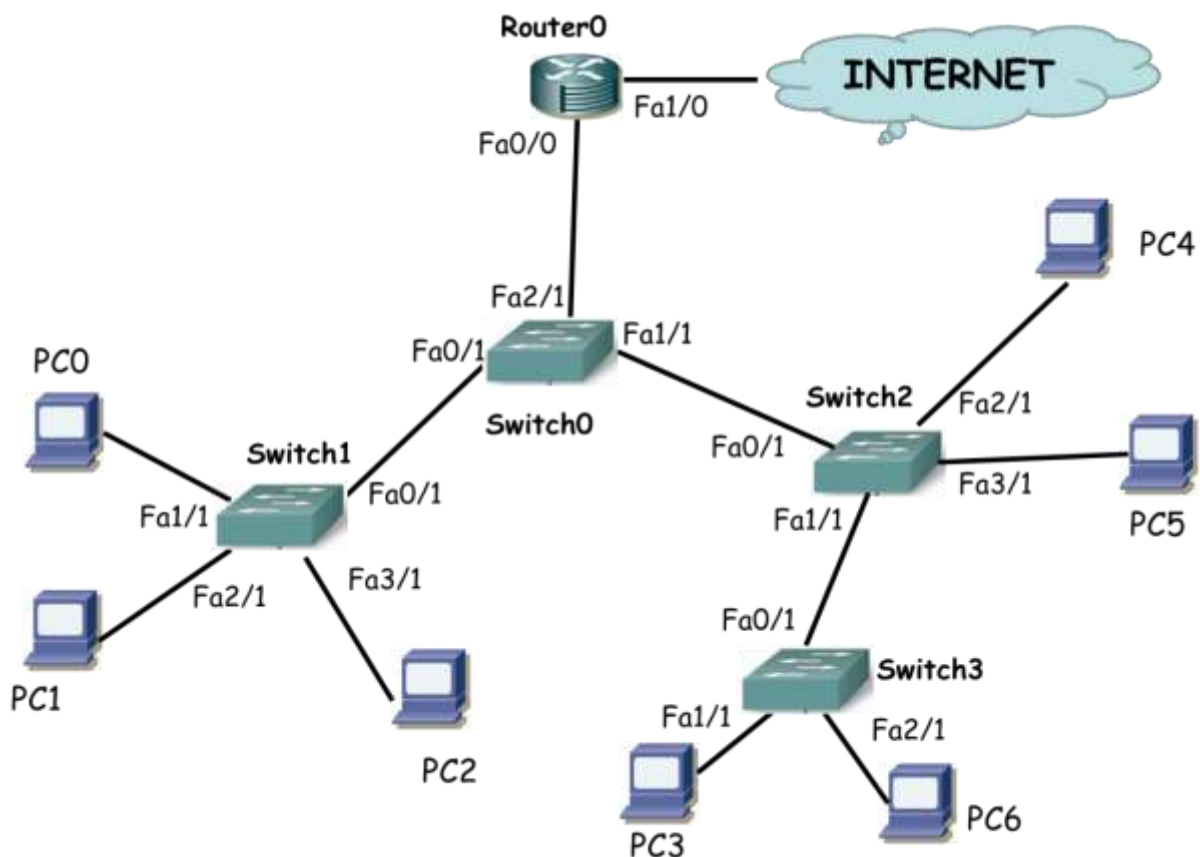 Router0
INTERNET
Fa1/0
Fa0/0
PC4
Fa2/1
Fa1/1
Fa0/1
PC0
Switch0
Switch2
Fa2/1
Fa0/1
Switch1
Fa3/1
Fa0/1
Fa1/1
Fa1/1
PC5
Fa3/1
Fa2/1
Fa0/1
Switch3
PC1
Fa1/1
Fa2/1
PC2
PC6
PC3